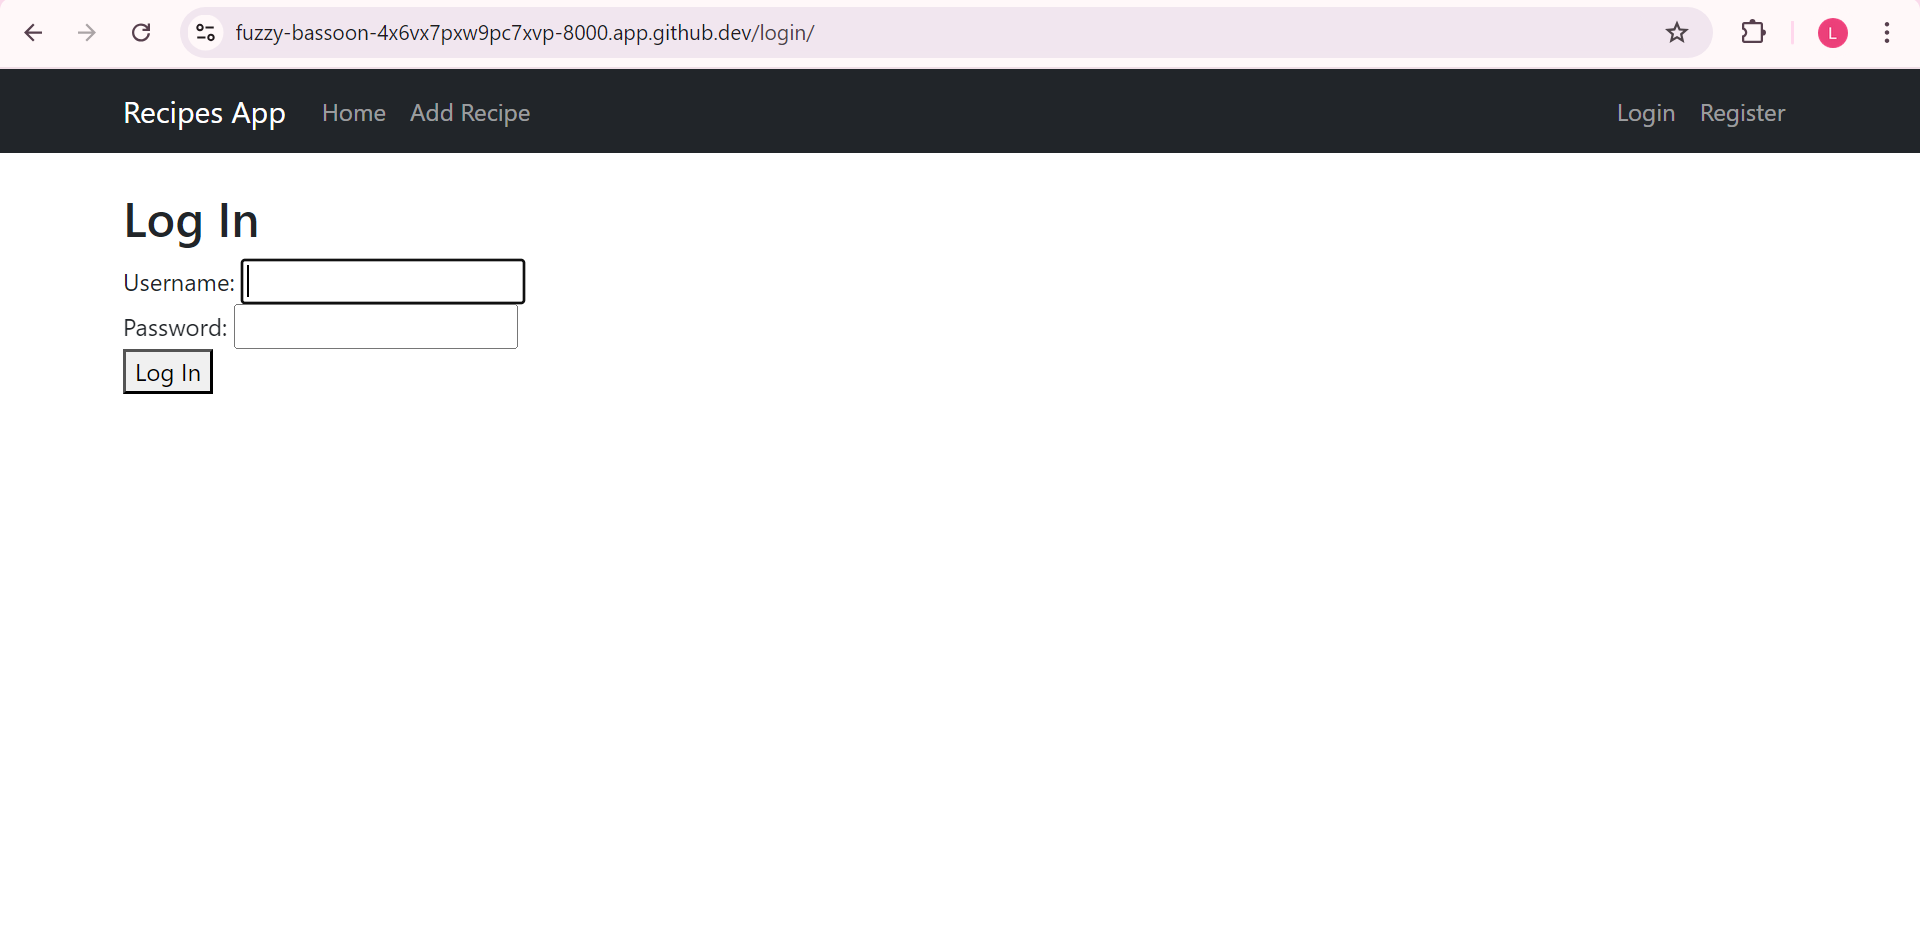 fuzzy-bassoon-4x6vx7pxw9pc7xvp-8000.app.github.dev/login/
L
Recipes App Home Add Recipe Login Register
Log In
Username:
Password:
Log In